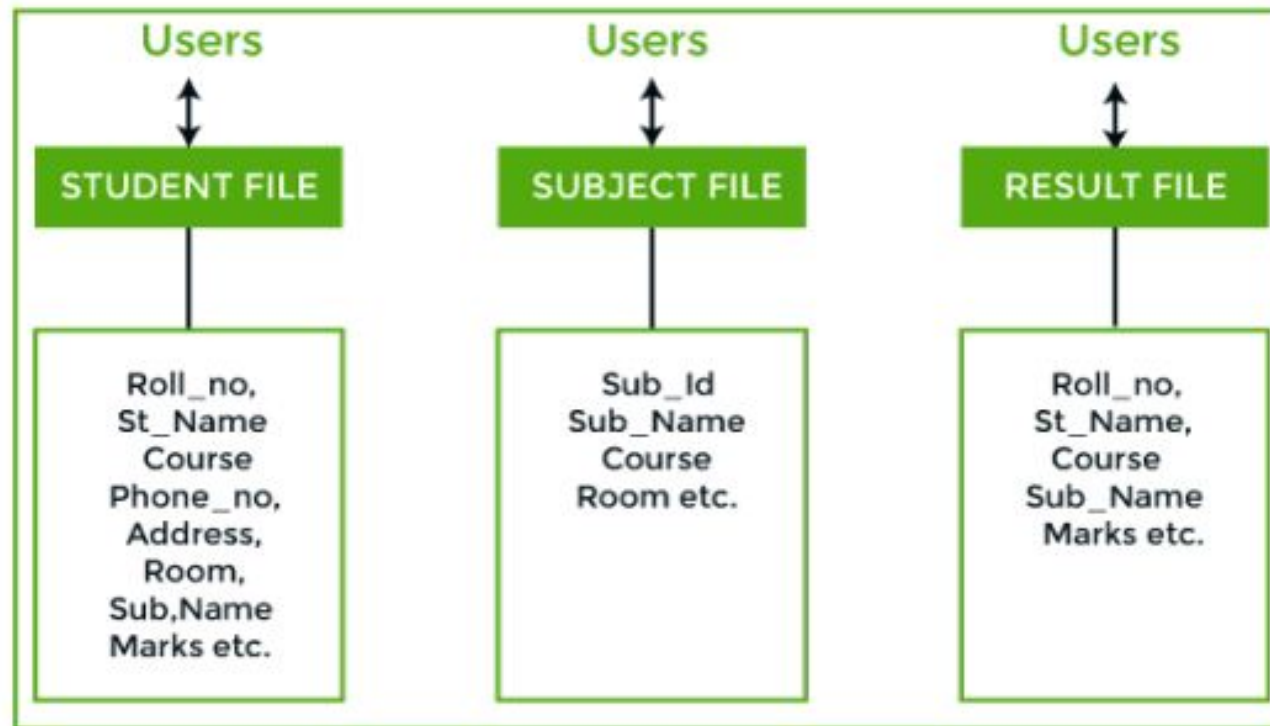 Users
STUDENT FILE
Roll_no,
St_Name
Course
Phone_no,
Address,
Room,
Sub,Name
Marks etc.
Users
SUBJECT FILE
Sub_Id
Sub_Name
Course
Room etc.
Users
RESULT FILE
Roll_no,
St_Name,
Course
Sub_Name
Marks etc.